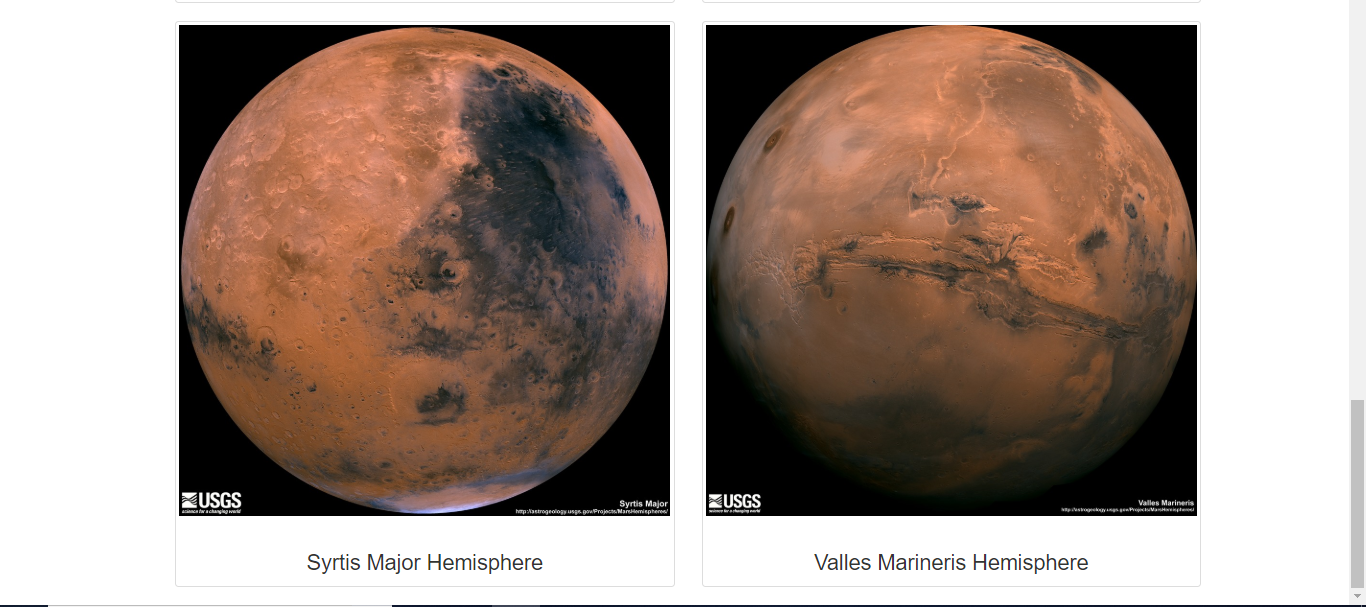 USGS
science for a changing world
Syrtis Major
http://astrogeology.usgs.gov/Projects/MarsHemispheres/
Syrtis Major Hemisphere
USGS
science for a changing world
Valles Marineris
http://astrogeology.usgs.gov/Projects/MarsHemispheres/
Valles Marineris Hemisphere